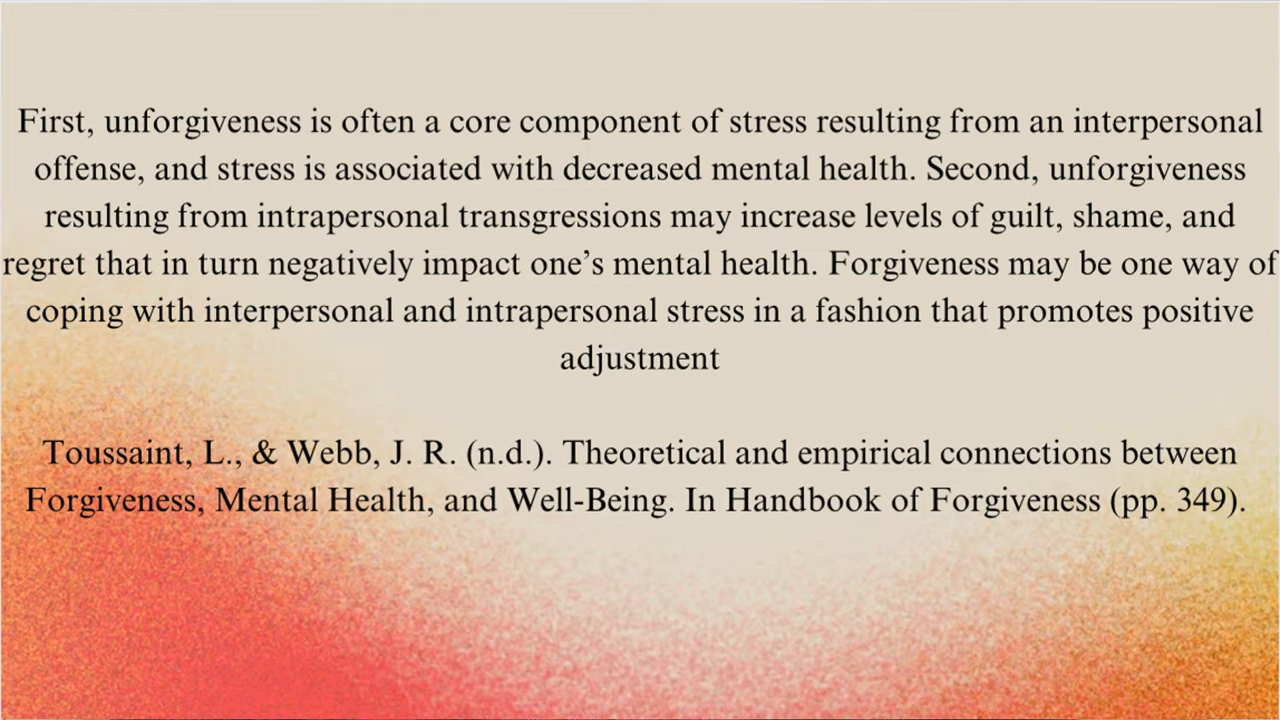 First, unforgiveness is often a core component of stress resulting from an interpersonal
offense, and stress is associated with decreased mental health. Second, unforgiveness
resulting from intrapersonal transgressions may increase levels of guilt, shame, and
regret that in turn negatively impact one’s mental health. Forgiveness may be one way of
coping with interpersonal and intrapersonal stress in a fashion that promotes positive
adjustment
Toussaint, L., & Webb, J. R. (n.d.). Theoretical and empirical connections between
Forgiveness, Mental Health, and Well-Being. In Handbook of Forgiveness (pp. 349).